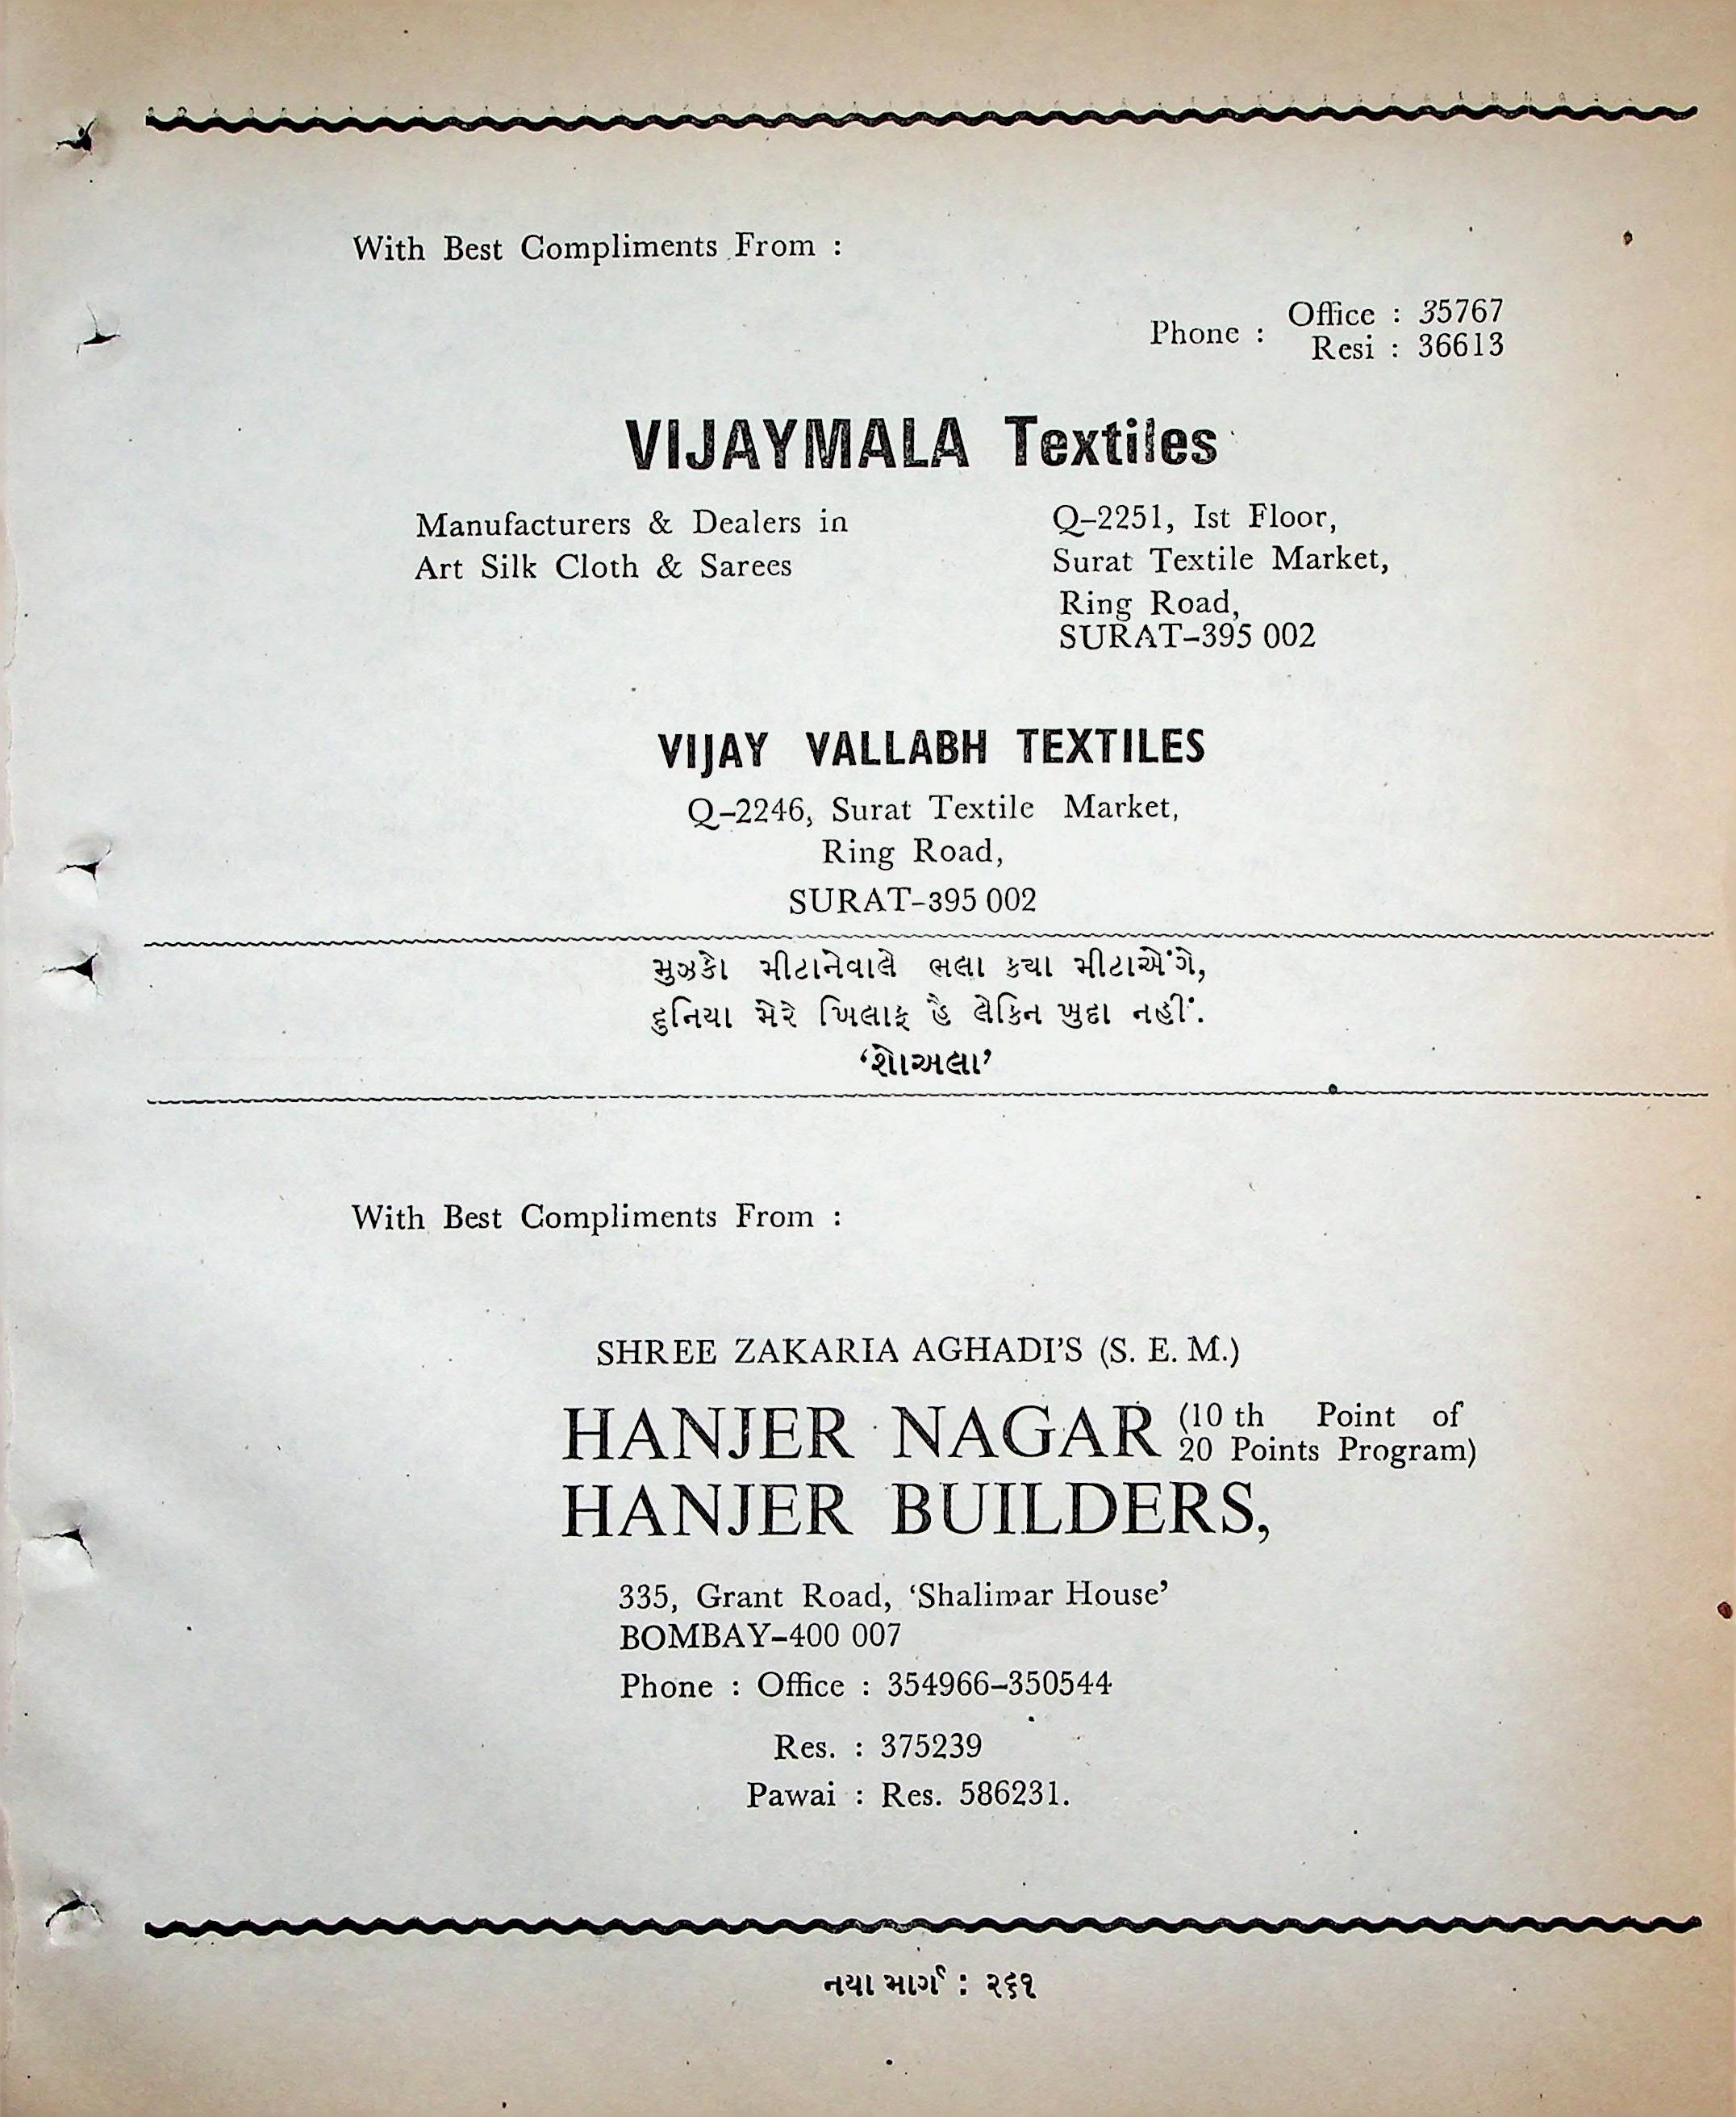 With Best Compliments From :
Phone : Office : 35767
Resi : 36613
VIJAYMALA Textiles
Manufacturers & Dealers in
Art Silk Cloth & Sarees
Q–2251, Ist Floor,
Surat Textile Market,
Ring Road,
SURAT–395 002
VIJAY VALLABH TEXTILES
Q–2246, Surat Textile Market,
Ring Road,
SURAT–395 002
મુઝકો મીટાનેવાલે ભલા કયા મીટાએંગે,
દુનિયા મેરે ખિલાફ હૈ લેકિન ખુદા નહીં.
‘શોઅલા’
With Best Compliments From :
SHREE ZAKARIA AGHADI'S (S. E. M.)
HANJER NAGAR (10 th Point of
20 Points Program)
HANJER BUILDERS,
335, Grant Road, ‘Shalimar House’
BOMBAY–400 007
Phone : Office : 354966–350544
Res. : 375239
Pawai : Res. 586231.
નયા માર્ગ : ૨૬૧